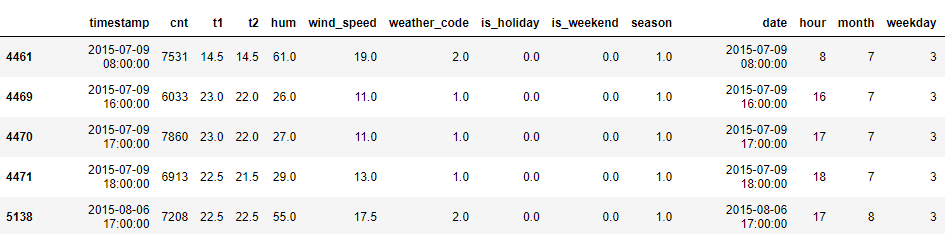 timestamp cnt t1 t2 hum wind_speed weather_code is_holiday is_weekend season date hour month weekday
4461 2015-07-09 08:00:00 7531 14.5 14.5 61.0 19.0 2.0 0.0 0.0 1.0 2015-07-09 08:00:00 8 7 3
4469 2015-07-09 16:00:00 6033 23.0 22.0 26.0 11.0 1.0 0.0 0.0 1.0 2015-07-09 16:00:00 16 7 3
4470 2015-07-09 17:00:00 7860 23.0 22.0 27.0 11.0 1.0 0.0 0.0 1.0 2015-07-09 17:00:00 17 7 3
4471 2015-07-09 18:00:00 6913 22.5 21.5 29.0 13.0 1.0 0.0 0.0 1.0 2015-07-09 18:00:00 18 7 3
5138 2015-08-06 17:00:00 7208 22.5 22.5 55.0 17.5 2.0 0.0 0.0 1.0 2015-08-06 17:00:00 17 8 3